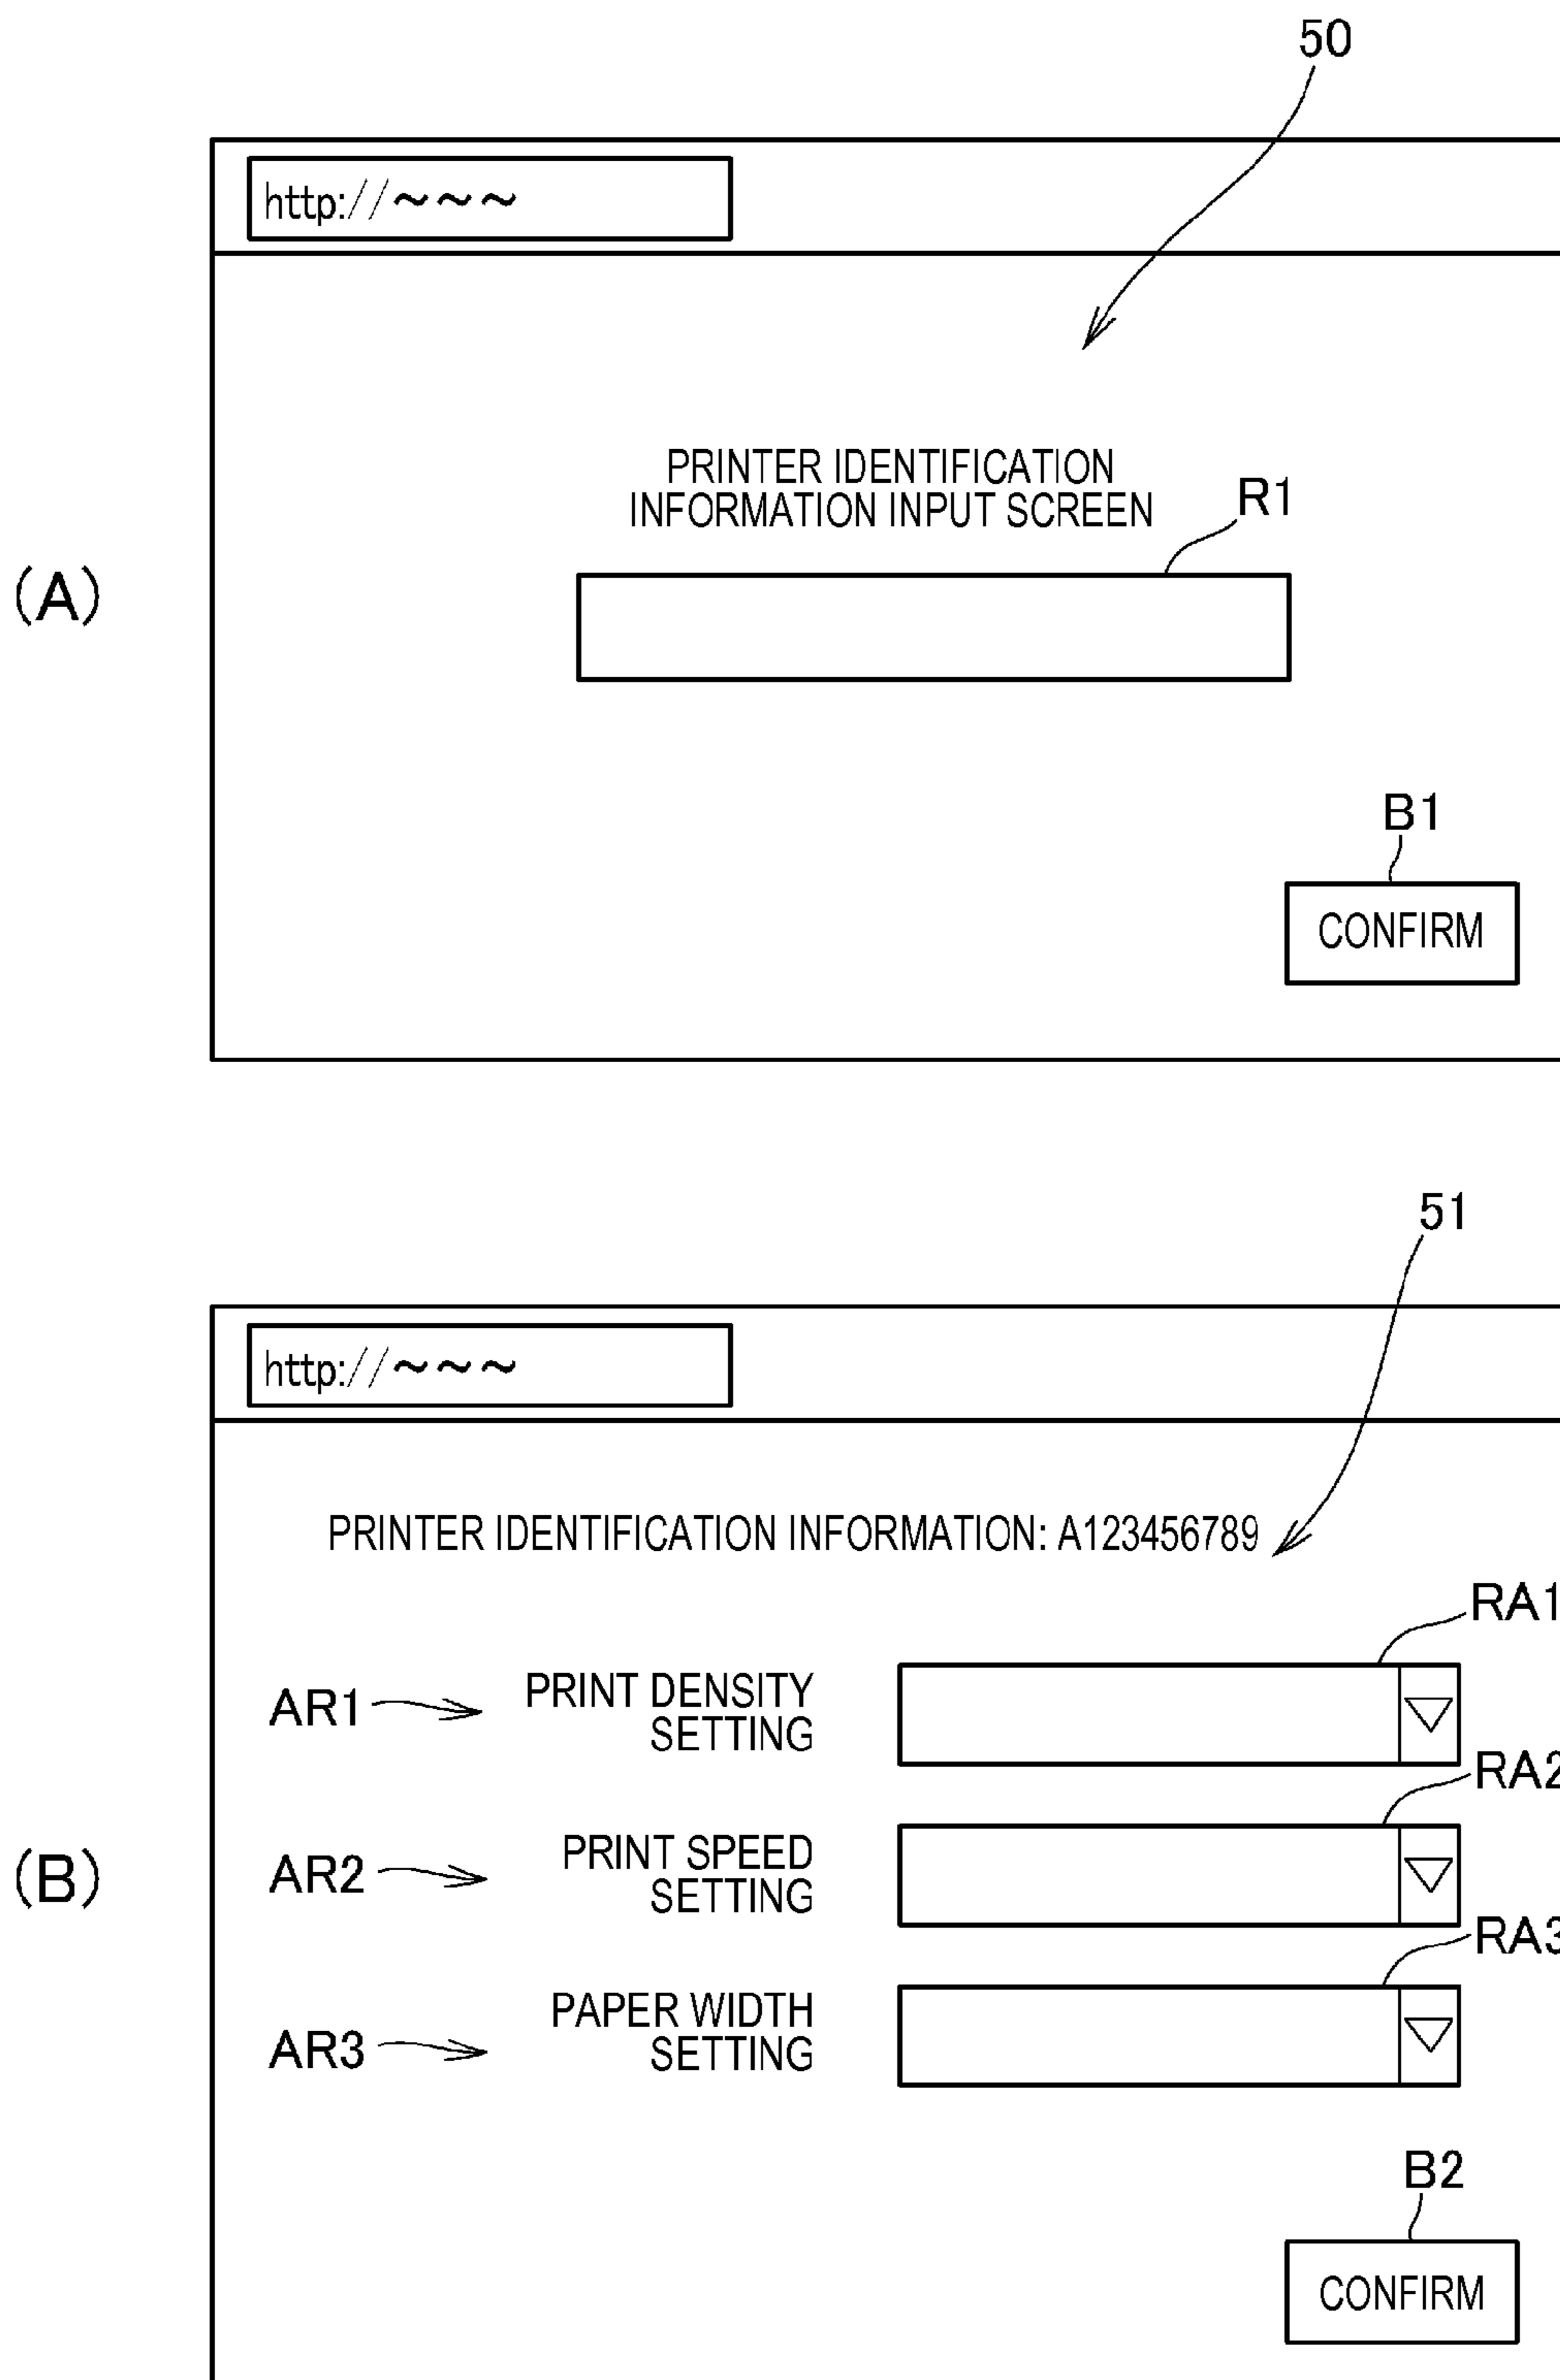 50
http://~~~
PRINTER IDENTIFICATION
INFORMATION INPUT SCREEN
R1
(A)
B1
CONFIRM
51
http://~~~
PRINTER IDENTIFICATION INFORMATION: A123456789
RA1
AR1
PRINT DENSITY
SETTING
RA2
AR2
PRINT SPEED
SETTING
(B)
RA3
AR3
PAPER WIDTH
SETTING
B2
CONFIRM